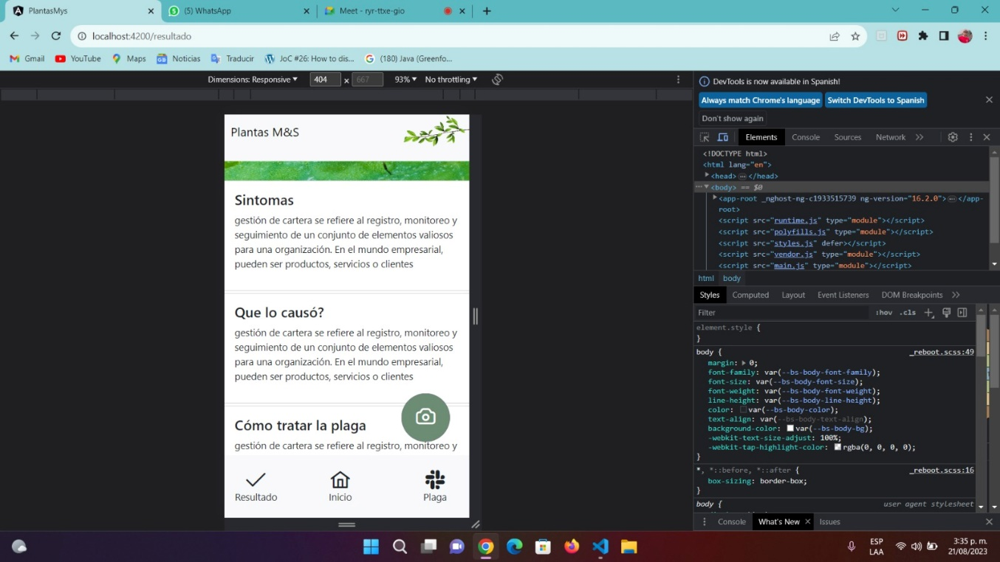 PlantasMys
(5) WhatsApp
Meet - ryr-ttxe-gio
localhost:4200/resultado
Gmail
YouTube
Maps
Noticias
Traducir
JoC #26: How to dis...
(180) Java (Greenfo...
Dimensions: Responsive
404
x
667
93%
No throttling
Plantas M&S
Sintomas
gestión de cartera se refiere al registro, monitoreo y
seguimiento de un conjunto de elementos valiosos
para una organización. En el mundo empresarial,
pueden ser productos, servicios o clientes
Que lo causó?
gestión de cartera se refiere al registro, monitoreo y
seguimiento de un conjunto de elementos valiosos
para una organización. En el mundo empresarial,
pueden ser productos, servicios o clientes
Cómo tratar la plaga
gestión de cartera se refiere al registro, monitoreo y
Resultado
Inicio
Plaga
DevTools is now available in Spanish!
Always match Chrome's language
Switch DevTools to Spanish
Don't show again
Elements
Console
Sources
Network
<!DOCTYPE html>
<html lang="en">
<head> … </head>
… <body> == $0
<app-root _nghost-ng-c1933515739 ng-version="16.2.0"> … </app-
root>
<script src="runtime.js" type="module"></script>
<script src="polyfills.js" type="module"></script>
<script src="styles.js" defer></script>
<script src="vendor.js" type="module"></script>
<script src="main.js" type="module"></script>
html
body
Styles
Computed
Layout
Event Listeners
DOM Breakpoints
Filter
:hov
.cls
element.style {
}
body {
_reboot.scss:49
margin: 0;
font-family: var(--bs-body-font-family);
font-size: var(--bs-body-font-size);
font-weight: var(--bs-body-font-weight);
line-height: var(--bs-body-line-height);
color: var(--bs-body-color);
text-align: var(--bs-body-text-align);
background-color: var(--bs-body-bg);
-webkit-text-size-adjust: 100%;
-webkit-tap-highlight-color: rgba(0, 0, 0, 0);
}
*, *::before, *::after {
_reboot.scss:16
box-sizing: border-box;
}
body {
user agent stylesheet
Console
What's New
Issues
ESP
LAA
3:35 p. m.
21/08/2023